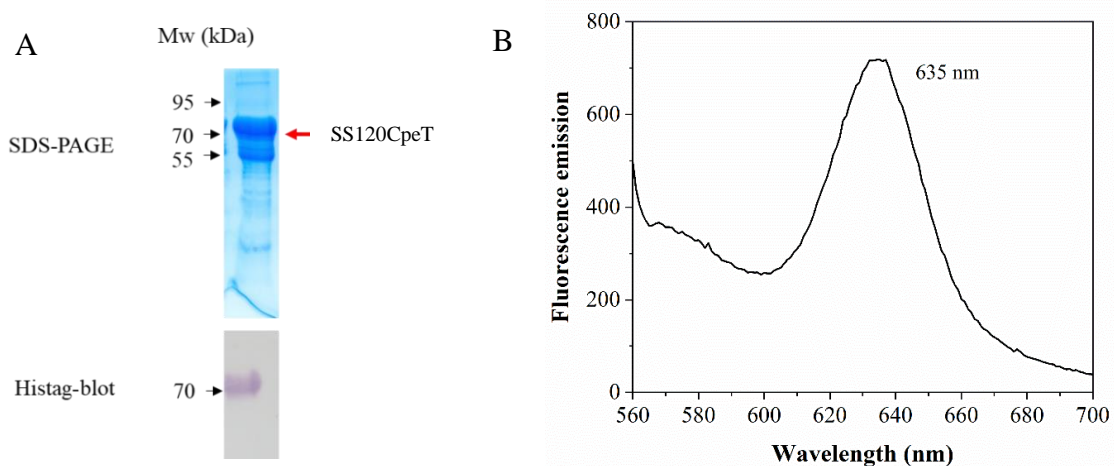 A
Mw (kDa)
95
70
55
SDS-PAGE
SS120CpeT
Histag-blot
70
B
800
600
400
200
0
Fluorescence emission
635 nm
560 580 600 620 640 660 680 700
Wavelength (nm)